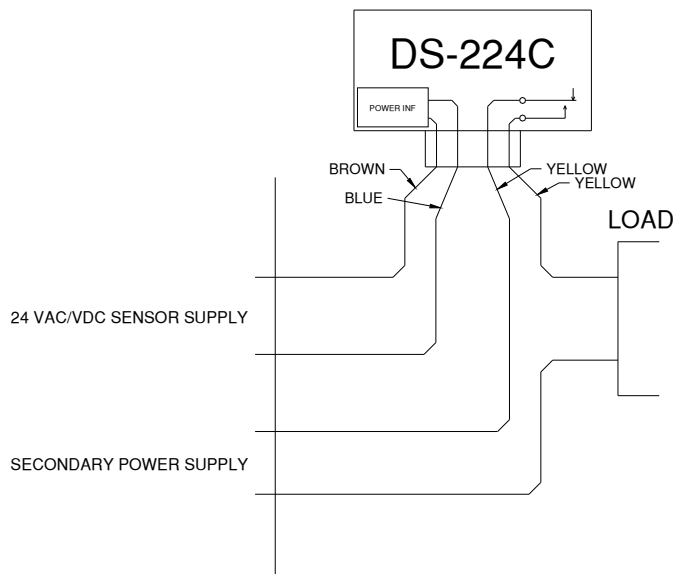 DS-224C
POWER INF
BROWN
YELLOW
YELLOW
BLUE
LOAD
24 VAC/VDC SENSOR SUPPLY
SECONDARY POWER SUPPLY